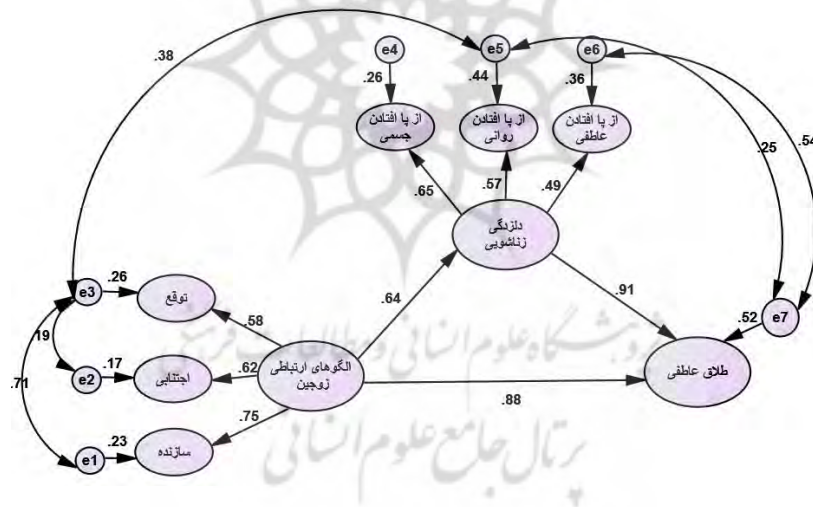 .38
e4
e5
e6
.26
.44
.36
از پا افتادن
جسمی
از پا افتادن
روانی
از پا افتادن
عاطفی
.54
.25
.65
.57
.49
دلزدگی
زناشویی
e3
.26
توقع
.64
.91
.52
e7
.58
.19
.71
e2
.17
اجتنابی
.62
الگوهای ارتباطی
زوجین
طلاق عاطفی
.88
.75
e1
.23
سازنده
پژوهشگاه علوم انسانی و مطالعات فرهنگی
پرتال جامع علوم انسانی